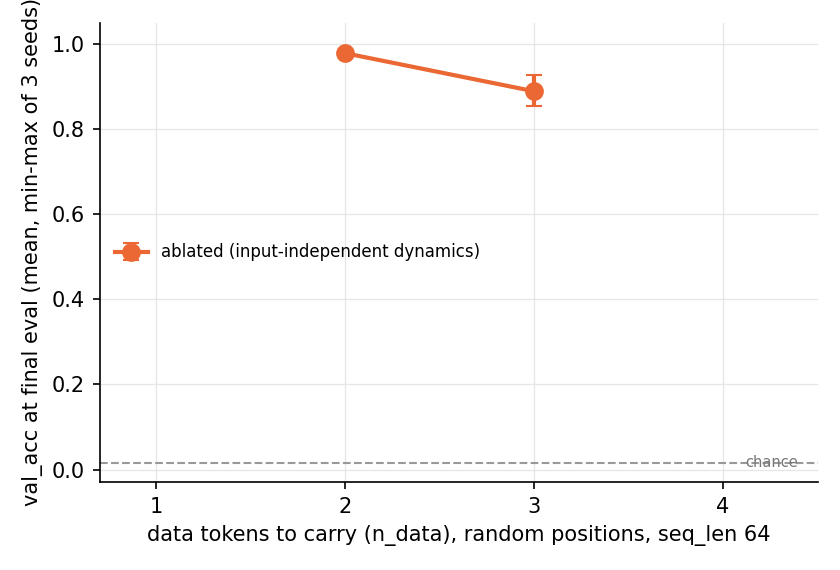 val_acc at final eval (mean, min-max of 3 seeds)
1.0
0.8
0.6
0.4
0.2
0.0
ablated (input-independent dynamics)
chance
1 2 3 4
data tokens to carry (n_data), random positions, seq_len 64